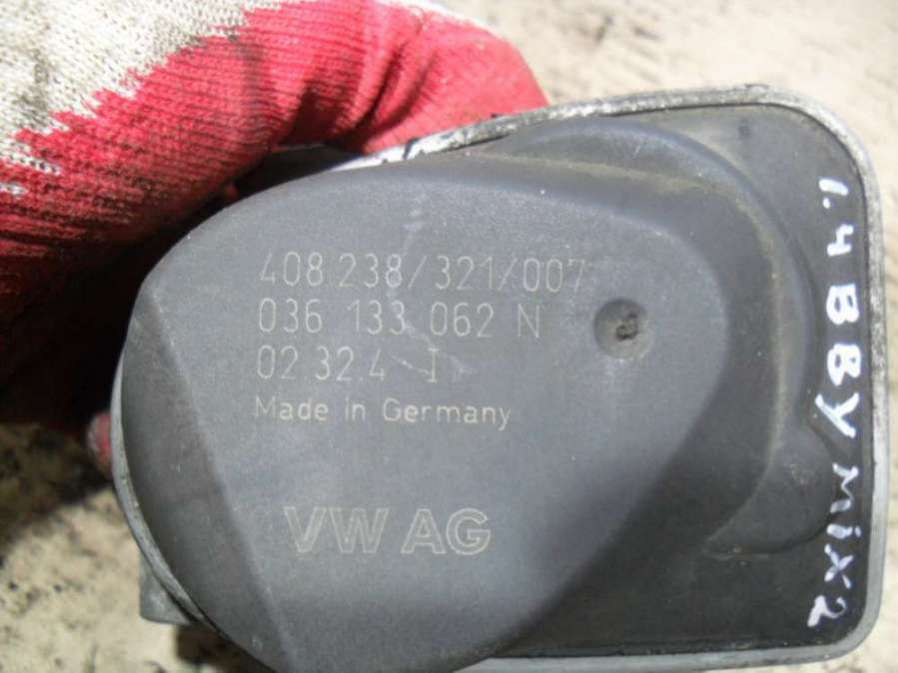 408.238/321/007
036 133 062 N
02.32.4 I
Made in Germany
VW AG
1.4 BBY MiX2